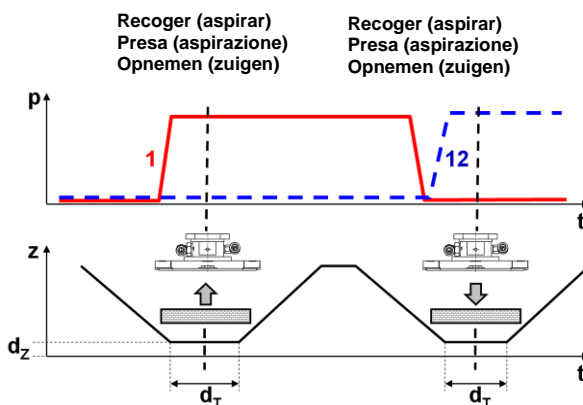 Recoger (aspirar)
Presa (aspirazione)
Opnemen (zuigen)
Recoger (aspirar)
Presa (aspirazione)
Opnemen (zuigen)
p
1
12
t
z
dZ
t
dT
dT